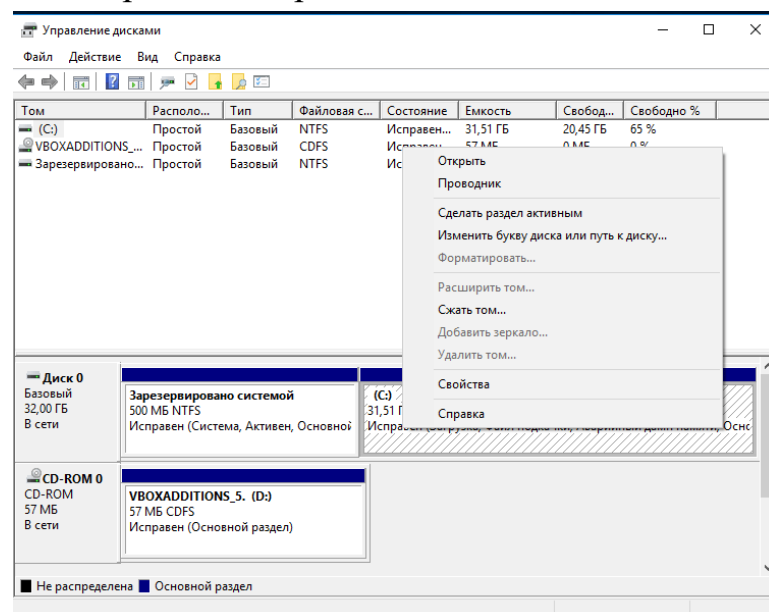 Управление дисками
Файл Действие Вид Справка
Том Располо... Тип Файловая с... Состояние Емкость Свобод... Свободно %
(C:) Простой Базовый NTFS Исправен... 31,51 ГБ 20,45 ГБ 65 %
VBOXADDITIONS_... Простой Базовый CDFS Исправен... 57 МБ 0 МБ 0 %
Зарезервировано... Простой Базовый NTFS
Открыть
Проводник
Сделать раздел активным
Изменить букву диска или путь к диску...
Форматировать...
Расширить том...
Сжать том...
Добавить зеркало...
Удалить том...
Свойства
Справка
Диск 0
Базовый
32,00 ГБ
В сети
Зарезервировано системой
500 МБ NTFS
Исправен (Система, Активен, Основной
(C:)
31,51 Г
CD-ROM 0
CD-ROM
57 МБ
В сети
VBOXADDITIONS_5. (D:)
57 МБ CDFS
Исправен (Основной раздел)
Не распределена Основной раздел